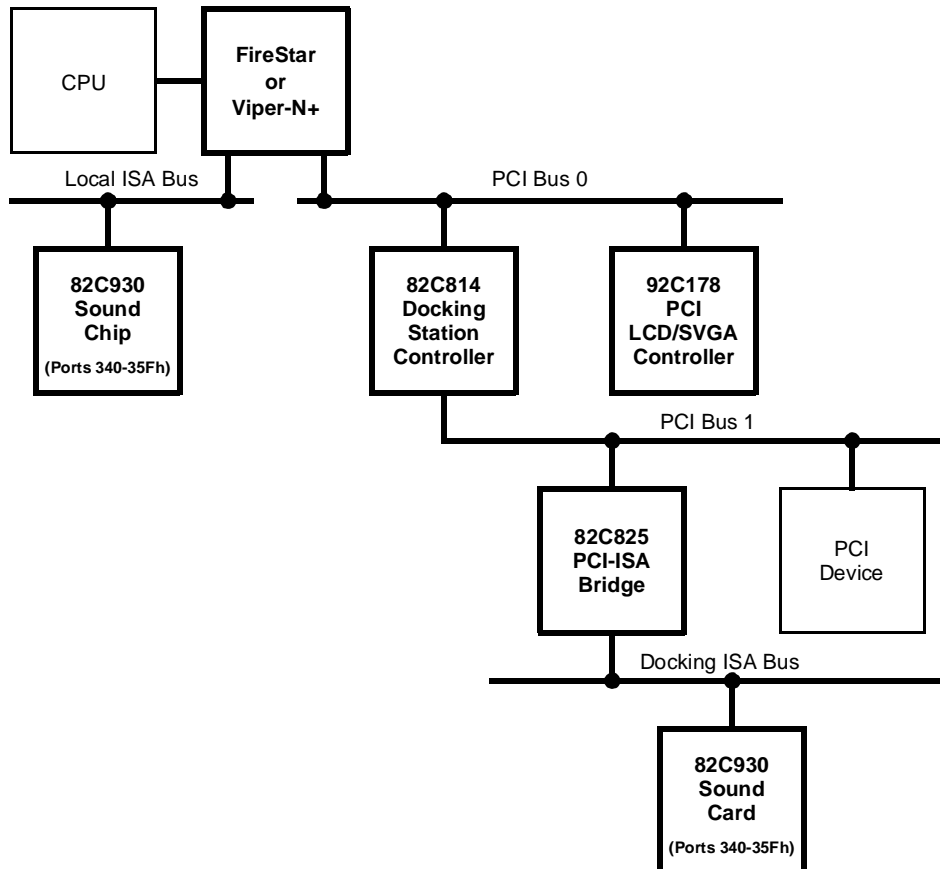 CPU
FireStar
or
Viper-N+
Local ISA Bus
PCI Bus 0
82C930
Sound
Chip
(Ports 340-35Fh)
82C814
Docking
Station
Controller
92C178
PCI
LCD/SVGA
Controller
PCI Bus 1
82C825
PCI-ISA
Bridge
PCI
Device
Docking ISA Bus
82C930
Sound
Card
(Ports 340-35Fh)